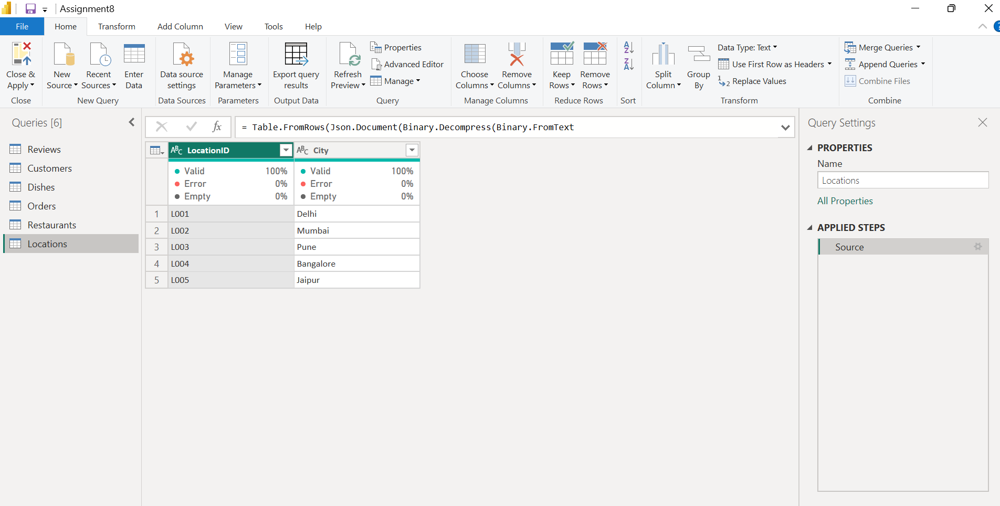 Assignment8
File Home Transform Add Column View Tools Help
Close & Apply
Close
New Source
Recent Sources
Enter Data
New Query
Data source settings
Data Sources
Manage Parameters
Parameters
Export query results
Output Data
Refresh Preview
Properties
Advanced Editor
Manage
Query
Choose Columns
Remove Columns
Manage Columns
Keep Rows
Remove Rows
Reduce Rows
A Z
Z A
Sort
Split Column
Group By
Data Type: Text
Use First Row as Headers
1 2 Replace Values
Transform
Merge Queries
Append Queries
Combine Files
Combine
Queries [6]
Reviews
Customers
Dishes
Orders
Restaurants
Locations
fx = Table.FromRows(Json.Document(Binary.Decompress(Binary.FromText
ABC LocationID ABC City
Valid 100% Valid 100%
Error 0% Error 0%
Empty 0% Empty 0%
1 L001 Delhi
2 L002 Mumbai
3 L003 Pune
4 L004 Bangalore
5 L005 Jaipur
Query Settings
PROPERTIES
Name
Locations
All Properties
APPLIED STEPS
Source